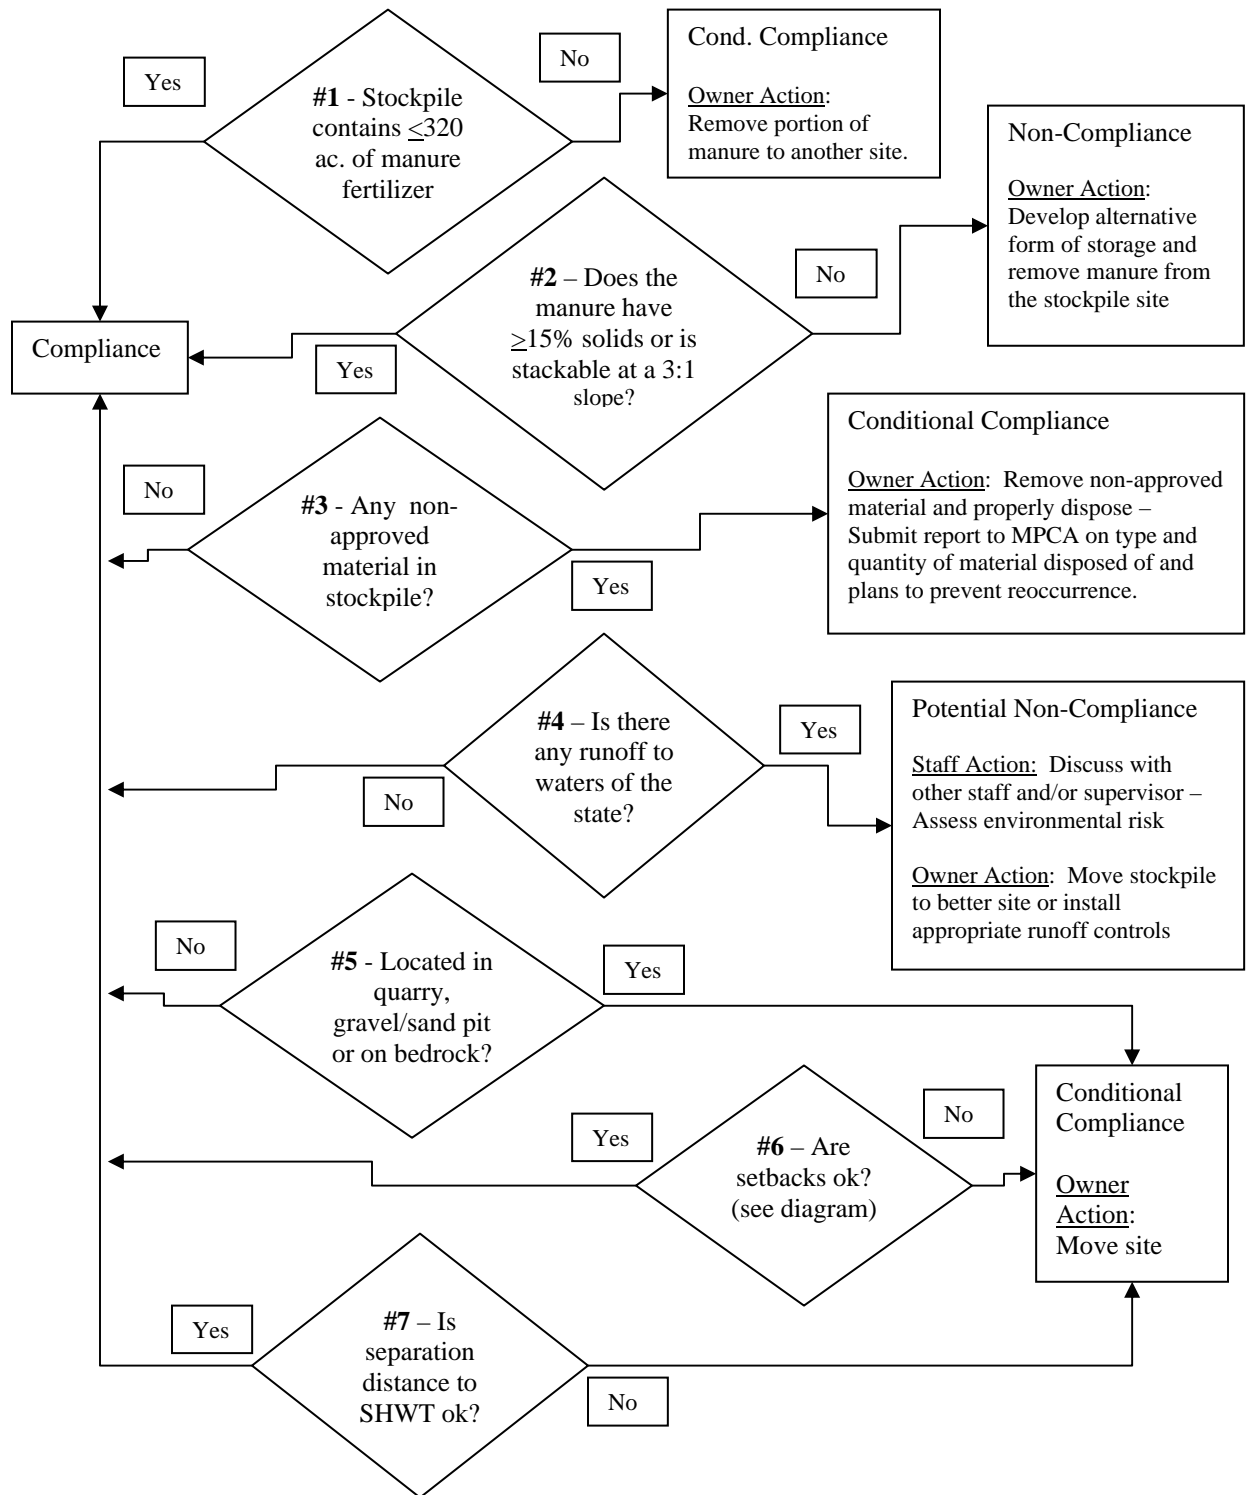 Yes
#1 - Stockpile
contains <320
ac. of manure
fertilizer
No
Cond. Compliance
Owner Action:
Remove portion of
manure to another site.
Non-Compliance
Owner Action:
Develop alternative
form of storage and
remove manure from
the stockpile site
#2 – Does the
manure have
>15% solids or is
stackable at a 3:1
slope?
No
Yes
Compliance
No
#3 - Any non-
approved
material in
stockpile?
Yes
Conditional Compliance
Owner Action: Remove non-approved
material and properly dispose –
Submit report to MPCA on type and
quantity of material disposed of and
plans to prevent reoccurrence.
#4 – Is there
any runoff to
waters of the
state?
Yes
No
Potential Non-Compliance
Staff Action: Discuss with
other staff and/or supervisor –
Assess environmental risk
Owner Action: Move stockpile
to better site or install
appropriate runoff controls
No
#5 - Located in
quarry,
gravel/sand pit
or on bedrock?
Yes
Yes
#6 – Are
setbacks ok?
(see diagram)
No
Conditional
Compliance
Owner
Action:
Move site
Yes
#7 – Is
separation
distance to
SHWT ok?
No